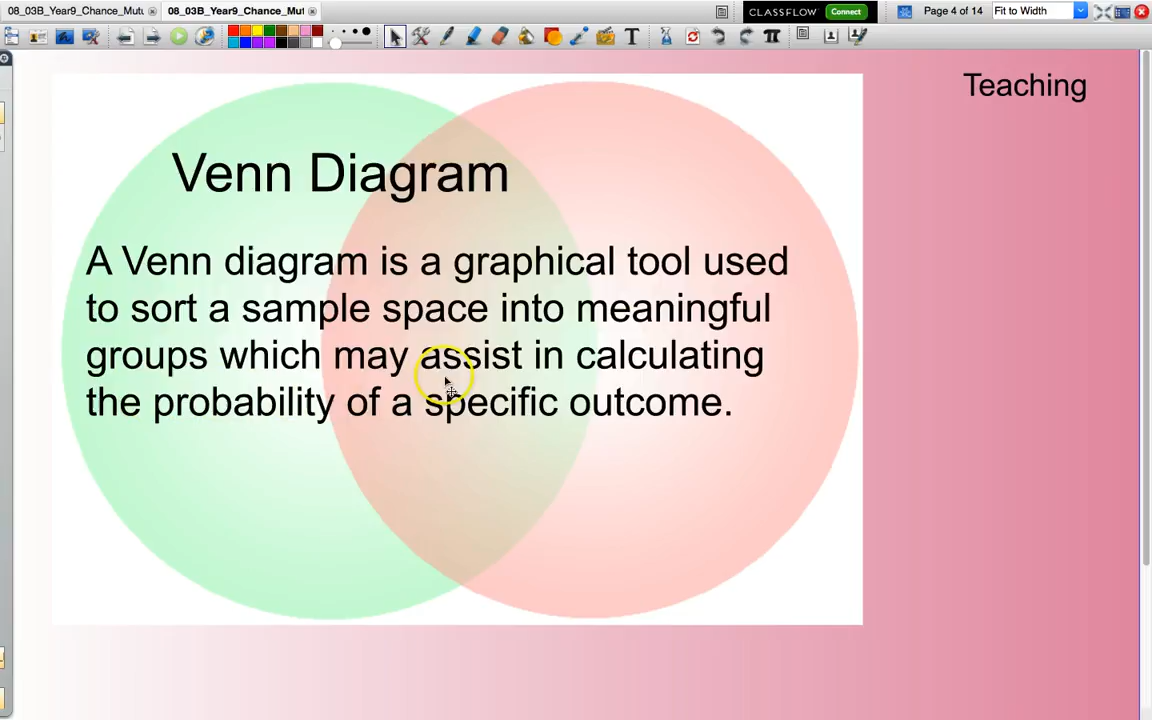 08_03B_Year9_Chance_Mut
08_03B_Year9_Chance_Mut
CLASSFLOW Connect
Page 4 of 14
Fit to Width
Teaching
Venn Diagram
A Venn diagram is a graphical tool used
to sort a sample space into meaningful
groups which may assist in calculating
the probability of a specific outcome.